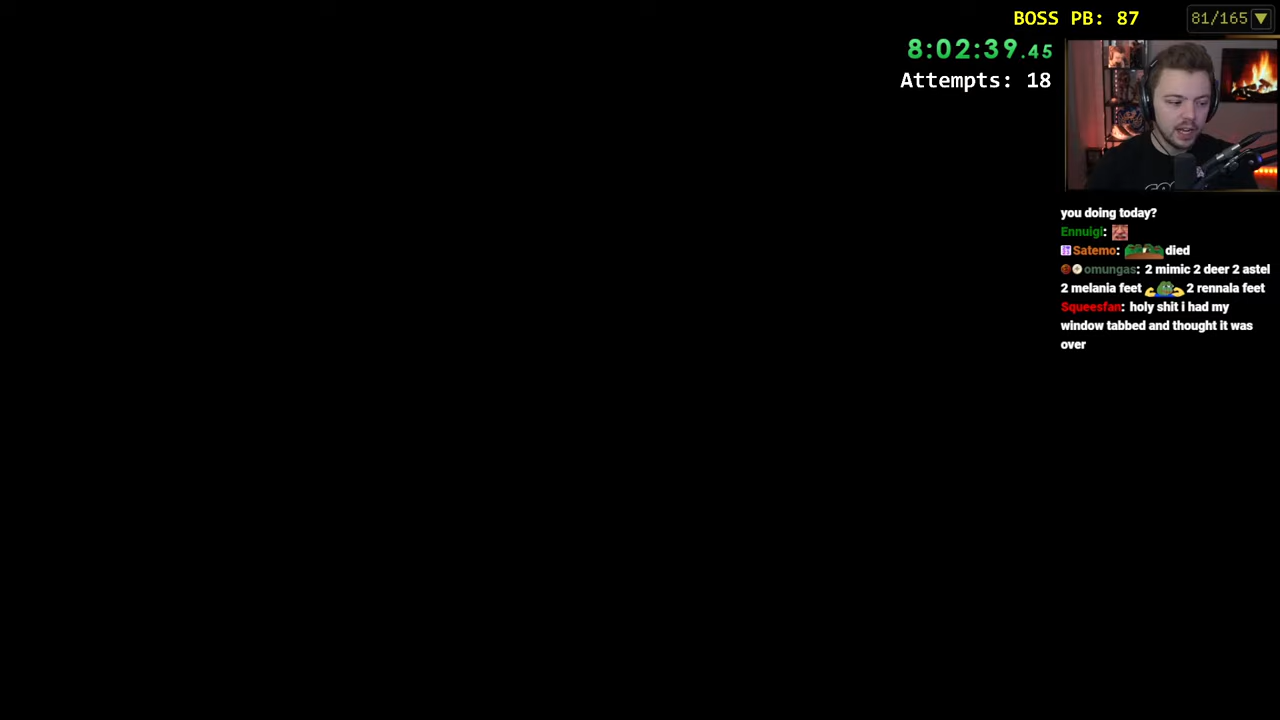 BOSS PB: 87
81/165
8:02:39.45
Attempts: 18
you doing today?
Ennuigi:
Satemo: died
omungas: 2 mimic 2 deer 2 astel
2 melania feet 2 rennala feet
Squeesfan: holy shit i had my
window tabbed and thought it was
over